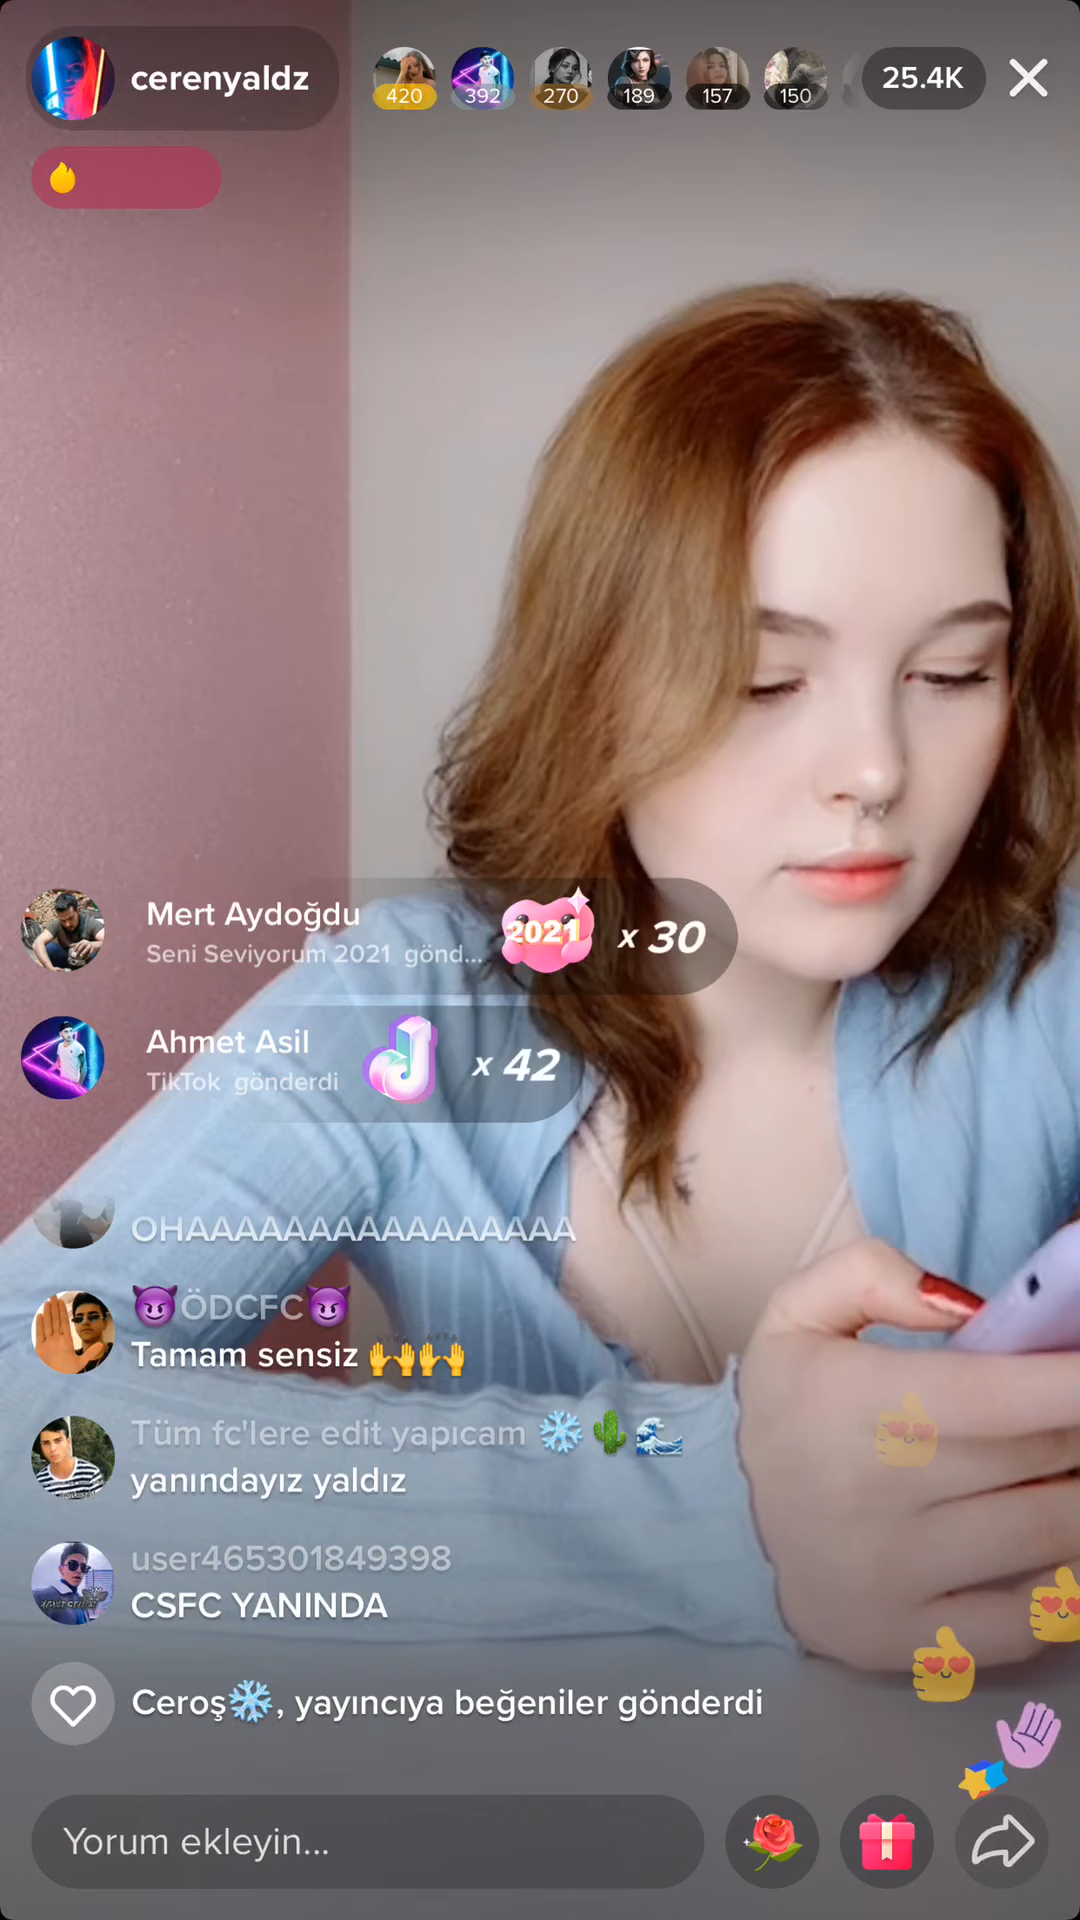 cerenyaldz
420
392
270
189
157
150
25.4K
Mert Aydoğdu
Seni Seviyorum 2021 gönd...
2021
x 30
Ahmet Asil
TikTok gönderdi
x 42
OHAAAAAAAAAAAAAAAA
😈ÖDCFC😈
Tamam sensiz 🙌🙌
Tüm fc'lere edit yapıcam ❄️🌵🌊
yanındayız yaldız
user465301849398
CSFC YANINDA
Ceroş❄️, yayıncıya beğeniler gönderdi
Yorum ekleyin...